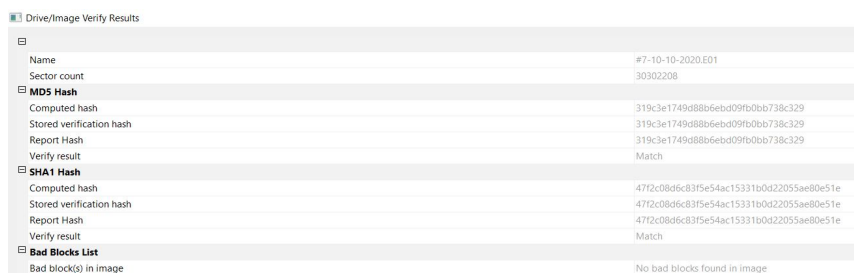 Drive/Image Verify Results
Name #7-10-10-2020.E01
Sector count 30302208
MD5 Hash
Computed hash 319c3e1749d88b6ebd09fb0bb738c329
Stored verification hash 319c3e1749d88b6ebd09fb0bb738c329
Report Hash 319c3e1749d88b6ebd09fb0bb738c329
Verify result Match
SHA1 Hash
Computed hash 47f2c08d6c83f5e54ac15331b0d22055ae80e51e
Stored verification hash 47f2c08d6c83f5e54ac15331b0d22055ae80e51e
Report Hash 47f2c08d6c83f5e54ac15331b0d22055ae80e51e
Verify result Match
Bad Blocks List
Bad block(s) in image No bad blocks found in image